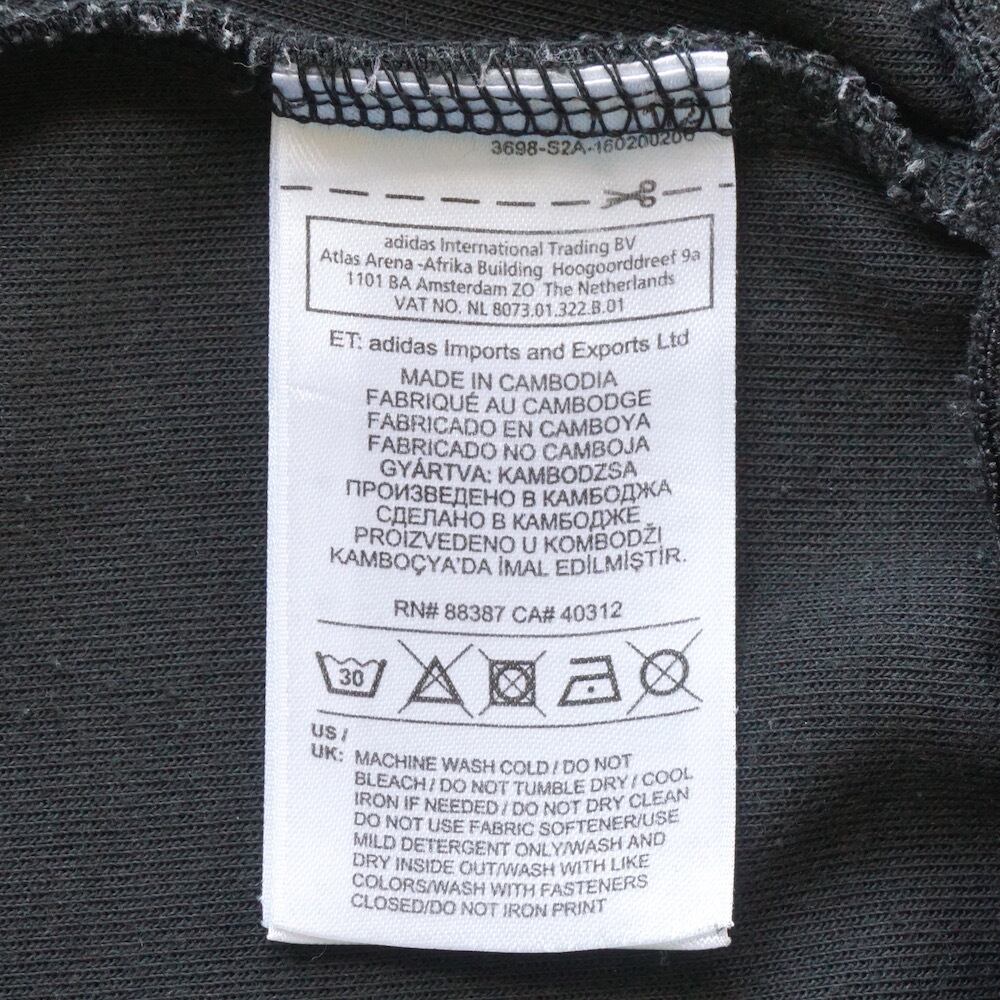 3698-S2A-160200206
adidas International Trading BV
Atlas Arena -Afrika Building Hoogoorddreef 9a
1101 BA Amsterdam ZO The Netherlands
VAT NO. NL 8073.01.322.B.01
ET: adidas Imports and Exports Ltd
MADE IN CAMBODIA
FABRIQUÉ AU CAMBODGE
FABRICADO EN CAMBOYA
FABRICADO NO CAMBOJA
GYÁRTVA: KAMBODZSA
ПРОИЗВЕДЕНО В КАМБОДЖА
СДЕЛАНО В КАМБОДЖЕ
PROIZVEDENO U KOMBODŽI
KAMBOÇYA'DA İMAL EDİLMİŞTİR.
RN# 88387 CA# 40312
30
US /
UK: MACHINE WASH COLD / DO NOT
BLEACH / DO NOT TUMBLE DRY / COOL
IRON IF NEEDED / DO NOT DRY CLEAN
DO NOT USE FABRIC SOFTENER/USE
MILD DETERGENT ONLY/WASH AND
DRY INSIDE OUT/WASH WITH LIKE
COLORS/WASH WITH FASTENERS
CLOSED/DO NOT IRON PRINT